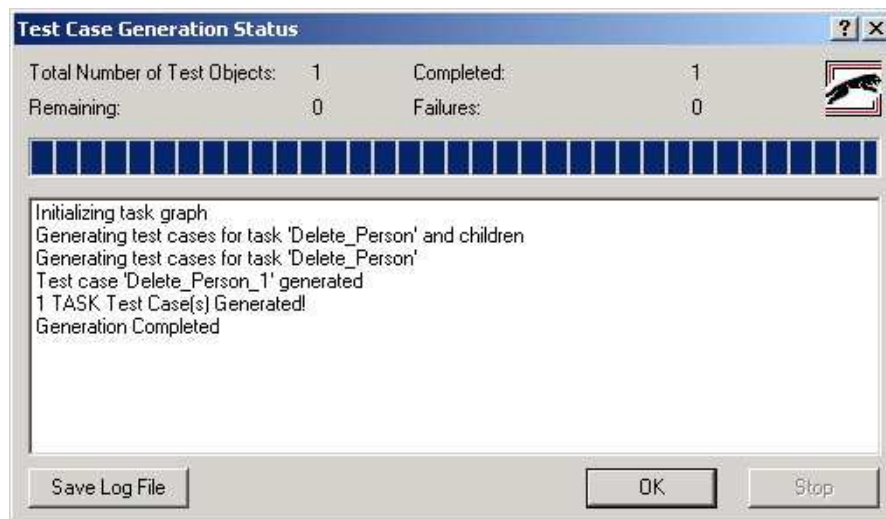 Test Case Generation Status
Total Number of Test Objects: 1 Completed: 1
Remaining: 0 Failures: 0
Initializing task graph
Generating test cases for task 'Delete_Person' and children
Generating test cases for task 'Delete_Person'
Test case 'Delete_Person_1' generated
1 TASK Test Case(s) Generated!
Generation Completed
Save Log File OK Stop